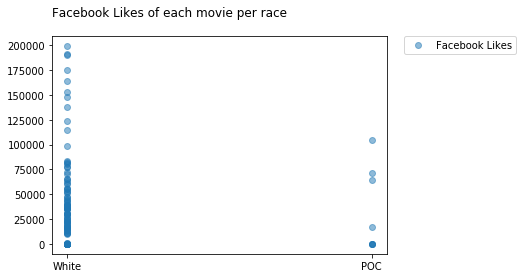 Facebook Likes of each movie per race
Facebook Likes
200000
175000
150000
125000
100000
75000
50000
25000
0
White
POC